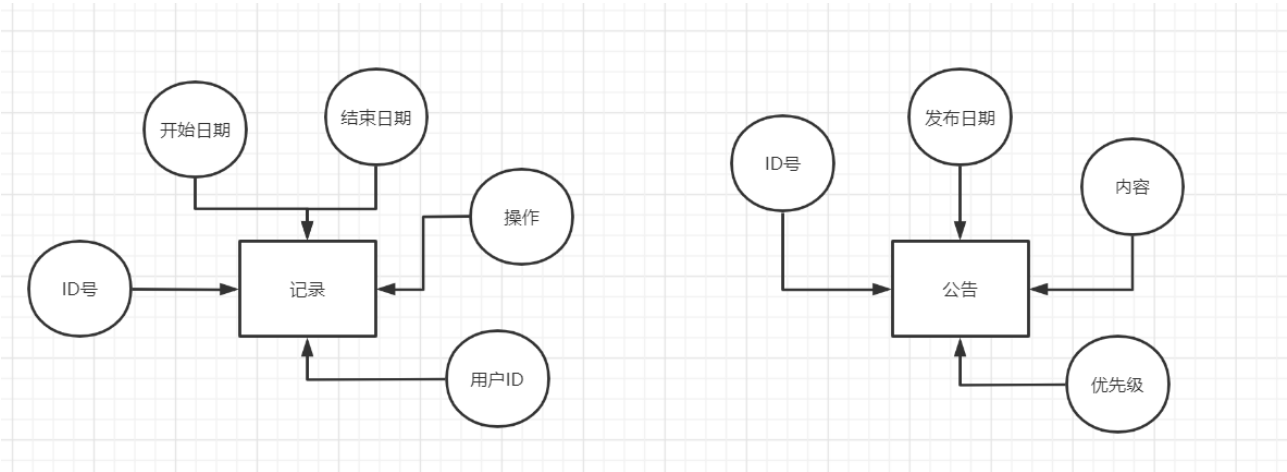 开始日期
结束日期
操作
ID号
记录
用户ID
发布日期
ID号
内容
公告
优先级